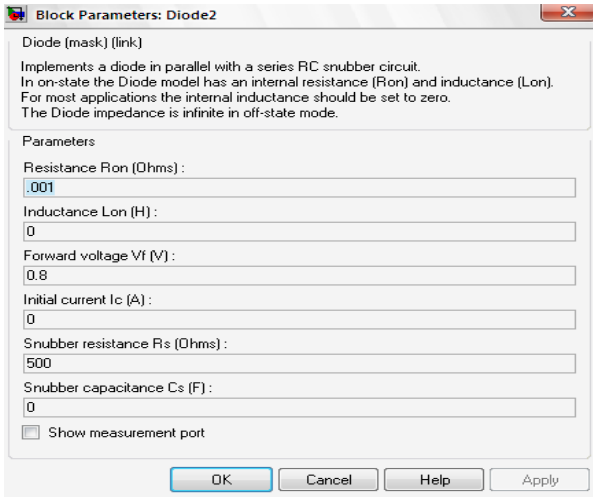 Block Parameters: Diode2
Diode (mask) (link)
Implements a diode in parallel with a series RC snubber circuit.
In on-state the Diode model has an internal resistance (Ron) and inductance (Lon).
For most applications the internal inductance should be set to zero.
The Diode impedance is infinite in off-state mode.
Parameters
Resistance Ron (Ohms) :
.001
Inductance Lon (H) :
0
Forward voltage Vf (V) :
0.8
Initial current Ic (A) :
0
Snubber resistance Rs (Ohms) :
500
Snubber capacitance Cs (F) :
0
Show measurement port
OK Cancel Help Apply